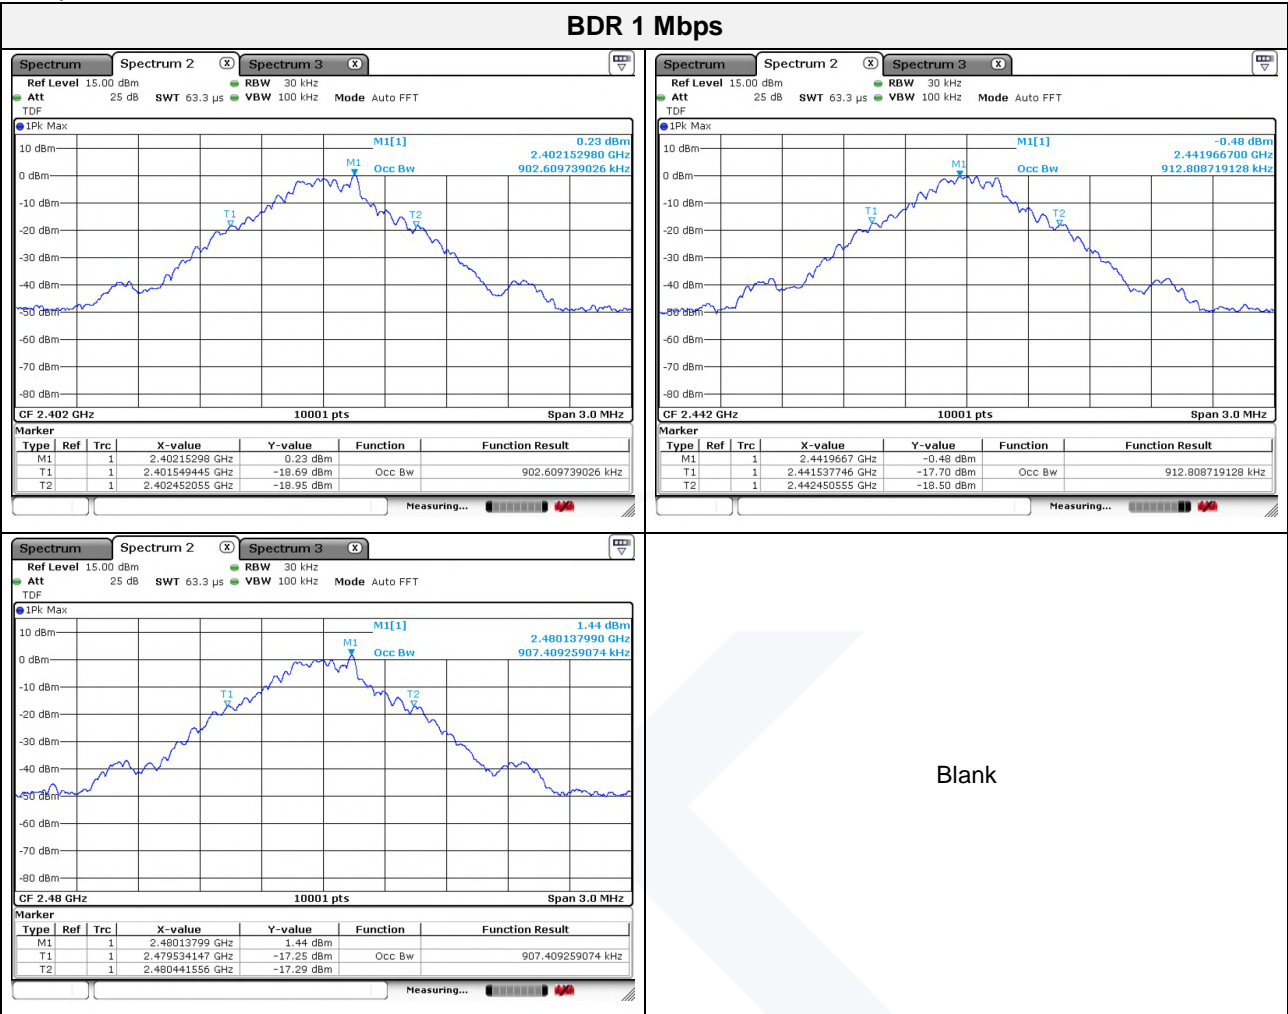 BDR 1 Mbps
Spectrum Spectrum 2 X Spectrum 3 X
Ref Level 15.00 dBm RBW 30 kHz
Att 25 dB SWT 63.3 µs VBW 100 kHz Mode Auto FFT
TDF
1Pk Max
M1[1] 0.23 dBm
2.402152980 GHz
Occ Bw 902.609739026 kHz
M1
T1
T2
10 dBm
0 dBm
-10 dBm
-20 dBm
-30 dBm
-40 dBm
-50 dBm
-60 dBm
-70 dBm
-80 dBm
CF 2.402 GHz 10001 pts Span 3.0 MHz
Marker
Type Ref Trc X-value Y-value Function Function Result
M1 1 2.40215298 GHz 0.23 dBm
T1 1 2.401549445 GHz -18.69 dBm Occ Bw 902.609739026 kHz
T2 1 2.402452055 GHz -18.95 dBm
Measuring...
Spectrum Spectrum 2 X Spectrum 3 X
Ref Level 15.00 dBm RBW 30 kHz
Att 25 dB SWT 63.3 µs VBW 100 kHz Mode Auto FFT
TDF
1Pk Max
M1[1] -0.48 dBm
2.441966700 GHz
Occ Bw 912.808719128 kHz
M1
T1
T2
10 dBm
0 dBm
-10 dBm
-20 dBm
-30 dBm
-40 dBm
-50 dBm
-60 dBm
-70 dBm
-80 dBm
CF 2.442 GHz 10001 pts Span 3.0 MHz
Marker
Type Ref Trc X-value Y-value Function Function Result
M1 1 2.4419667 GHz -0.48 dBm
T1 1 2.441537746 GHz -17.70 dBm Occ Bw 912.808719128 kHz
T2 1 2.442450555 GHz -18.50 dBm
Measuring...
Spectrum Spectrum 2 X Spectrum 3 X
Ref Level 15.00 dBm RBW 30 kHz
Att 25 dB SWT 63.3 µs VBW 100 kHz Mode Auto FFT
TDF
1Pk Max
M1[1] 1.44 dBm
2.480137990 GHz
Occ Bw 907.409259074 kHz
M1
T1
T2
10 dBm
0 dBm
-10 dBm
-20 dBm
-30 dBm
-40 dBm
-50 dBm
-60 dBm
-70 dBm
-80 dBm
CF 2.48 GHz 10001 pts Span 3.0 MHz
Marker
Type Ref Trc X-value Y-value Function Function Result
M1 1 2.48013799 GHz 1.44 dBm
T1 1 2.479534147 GHz -17.25 dBm Occ Bw 907.409259074 kHz
T2 1 2.480441556 GHz -17.29 dBm
Measuring...
Blank